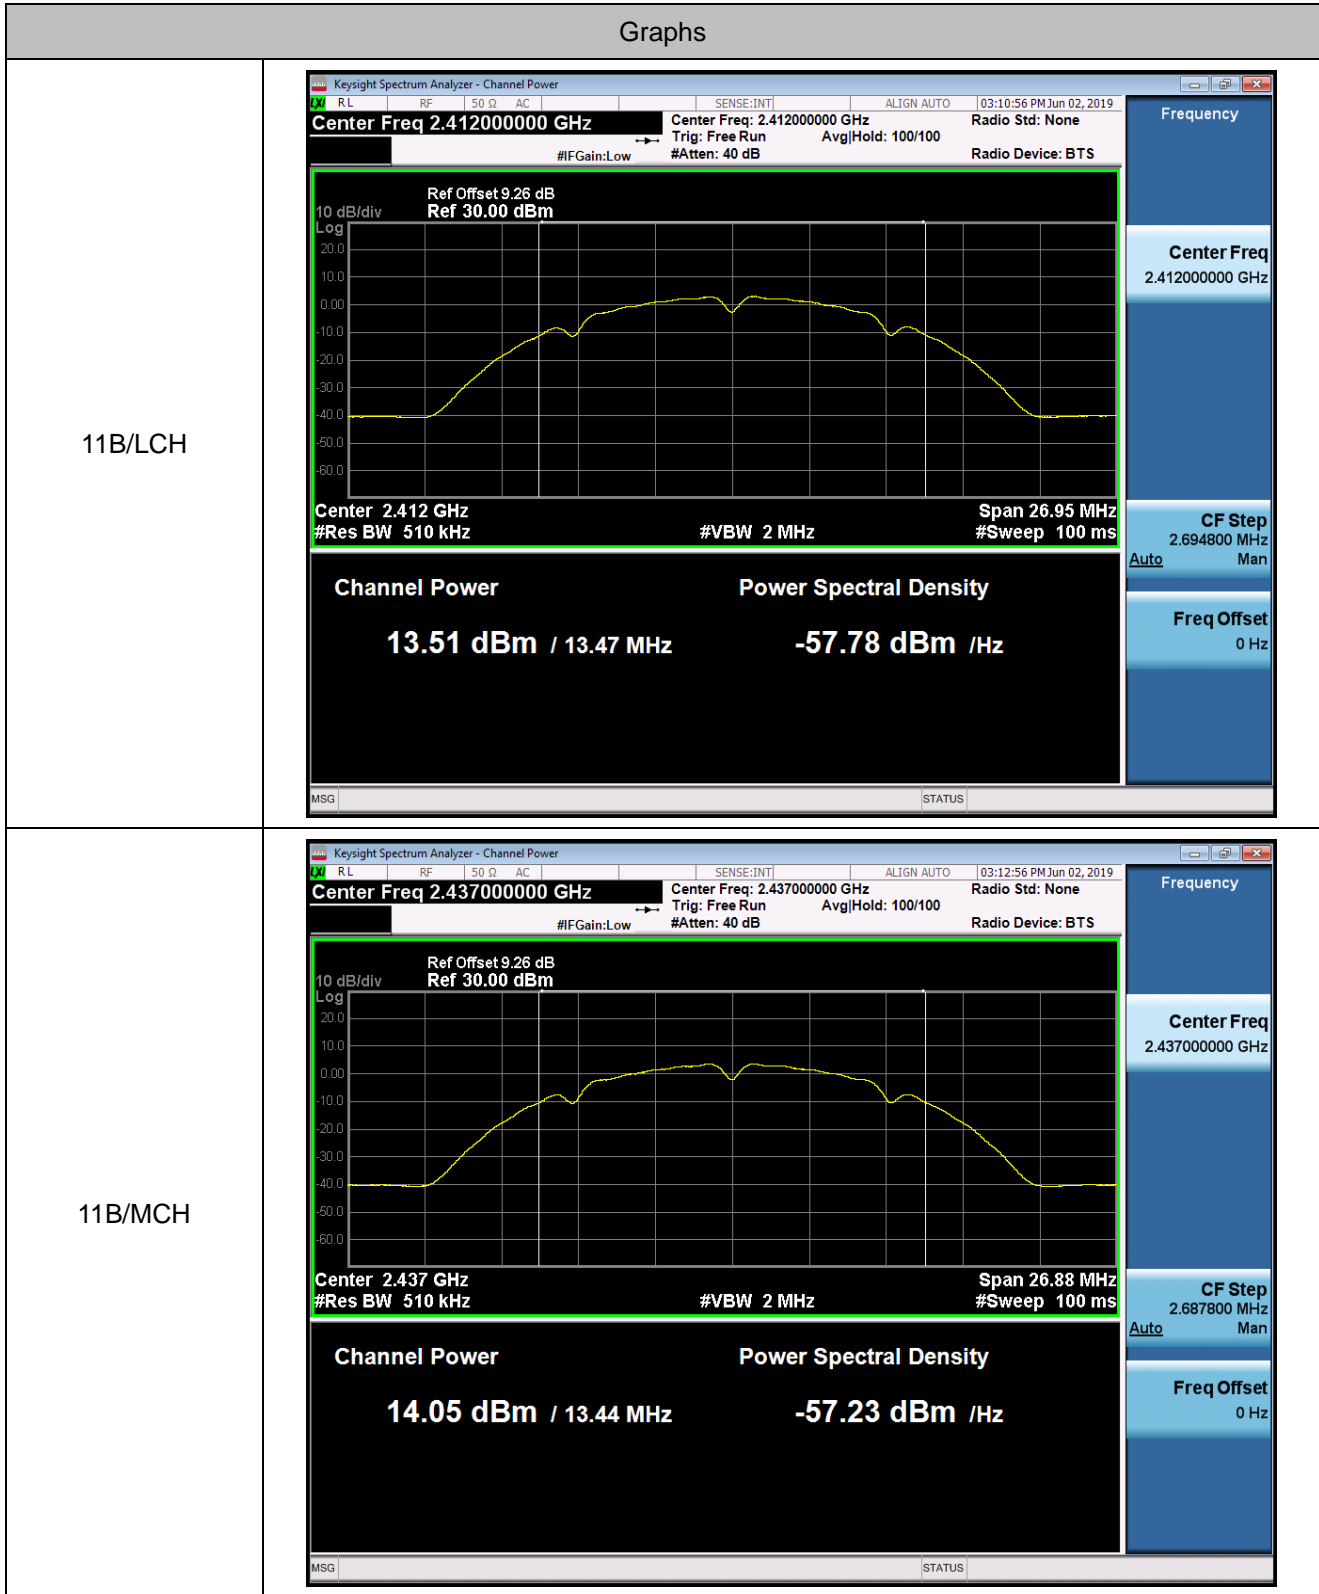 Graphs
11B/LCH
Keysight Spectrum Analyzer - Channel Power
LXI RL RF 50 Ω AC SENSE:INT ALIGN AUTO 03:10:56 PM Jun 02, 2019
Center Freq 2.412000000 GHz
Center Freq: 2.412000000 GHz
Radio Std: None
Trig: Free Run Avg|Hold: 100/100
#IFGain:Low #Atten: 40 dB Radio Device: BTS
Ref Offset 9.26 dB
10 dB/div Ref 30.00 dBm
Log
20.0
10.0
0.00
-10.0
-20.0
-30.0
-40.0
-50.0
-60.0
Center 2.412 GHz Span 26.95 MHz
#Res BW 510 kHz #VBW 2 MHz #Sweep 100 ms
Channel Power Power Spectral Density
13.51 dBm / 13.47 MHz -57.78 dBm /Hz
MSG STATUS
Frequency
Center Freq
2.412000000 GHz
CF Step
2.694800 MHz
Auto Man
Freq Offset
0 Hz
11B/MCH
Keysight Spectrum Analyzer - Channel Power
LXI RL RF 50 Ω AC SENSE:INT ALIGN AUTO 03:12:56 PM Jun 02, 2019
Center Freq 2.437000000 GHz
Center Freq: 2.437000000 GHz
Radio Std: None
Trig: Free Run Avg|Hold: 100/100
#IFGain:Low #Atten: 40 dB Radio Device: BTS
Ref Offset 9.26 dB
10 dB/div Ref 30.00 dBm
Log
20.0
10.0
0.00
-10.0
-20.0
-30.0
-40.0
-50.0
-60.0
Center 2.437 GHz Span 26.88 MHz
#Res BW 510 kHz #VBW 2 MHz #Sweep 100 ms
Channel Power Power Spectral Density
14.05 dBm / 13.44 MHz -57.23 dBm /Hz
MSG STATUS
Frequency
Center Freq
2.437000000 GHz
CF Step
2.687800 MHz
Auto Man
Freq Offset
0 Hz